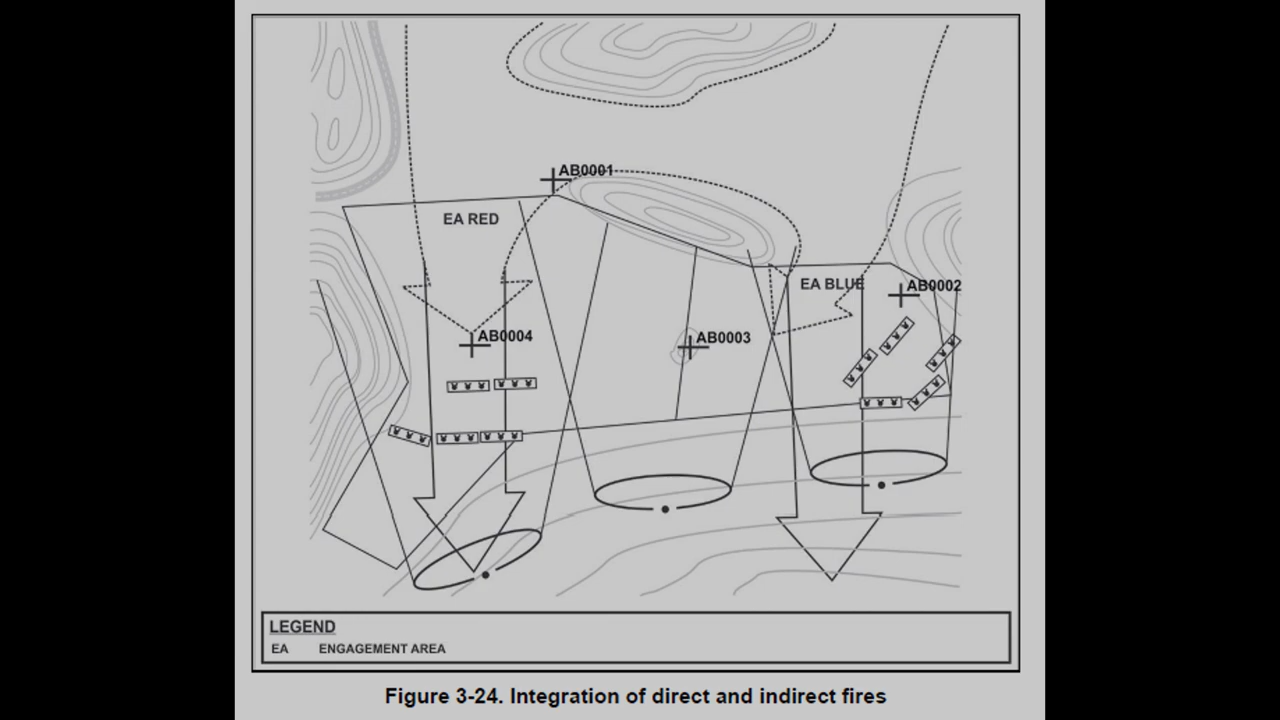 AB0001
EA RED
EA BLUE
AB0002
AB0004
AB0003
LEGEND
EA ENGAGEMENT AREA
Figure 3-24. Integration of direct and indirect fires